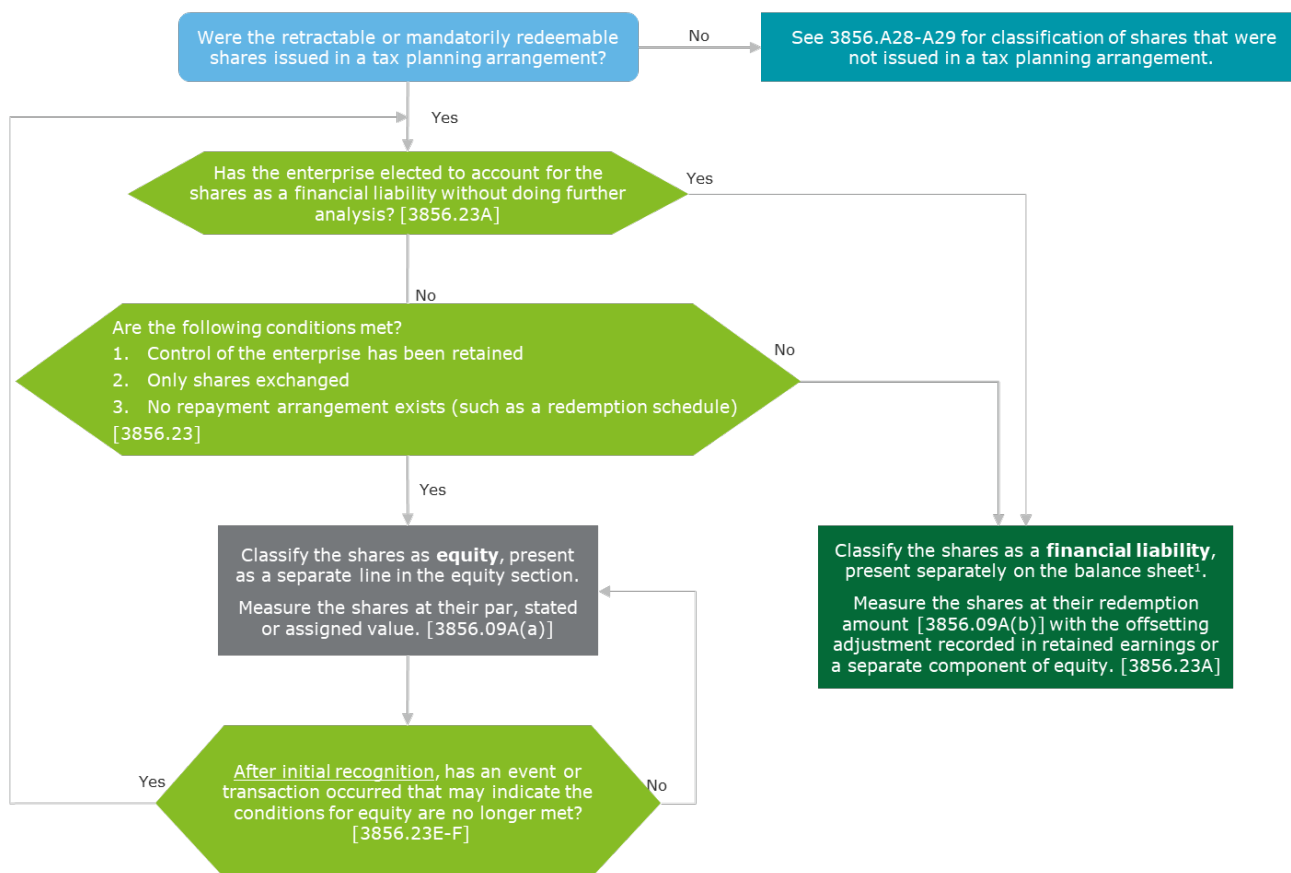 Were the retractable or mandatorily redeemable
shares issued in a tax planning arrangement?
No
See 3856.A28-A29 for classification of shares that were
not issued in a tax planning arrangement.
Yes
Has the enterprise elected to account for the
shares as a financial liability without doing further
analysis? [3856.23A]
Yes
No
Are the following conditions met?
1. Control of the enterprise has been retained
2. Only shares exchanged
3. No repayment arrangement exists (such as a redemption schedule)
[3856.23]
No
Yes
Classify the shares as equity, present
as a separate line in the equity section.
Measure the shares at their par, stated
or assigned value. [3856.09A(a)]
Classify the shares as a financial liability,
present separately on the balance sheet¹.
Measure the shares at their redemption
amount [3856.09A(b)] with the offsetting
adjustment recorded in retained earnings or
a separate component of equity. [3856.23A]
After initial recognition, has an event or
transaction occurred that may indicate the
conditions for equity are no longer met?
[3856.23E-F]
Yes
No